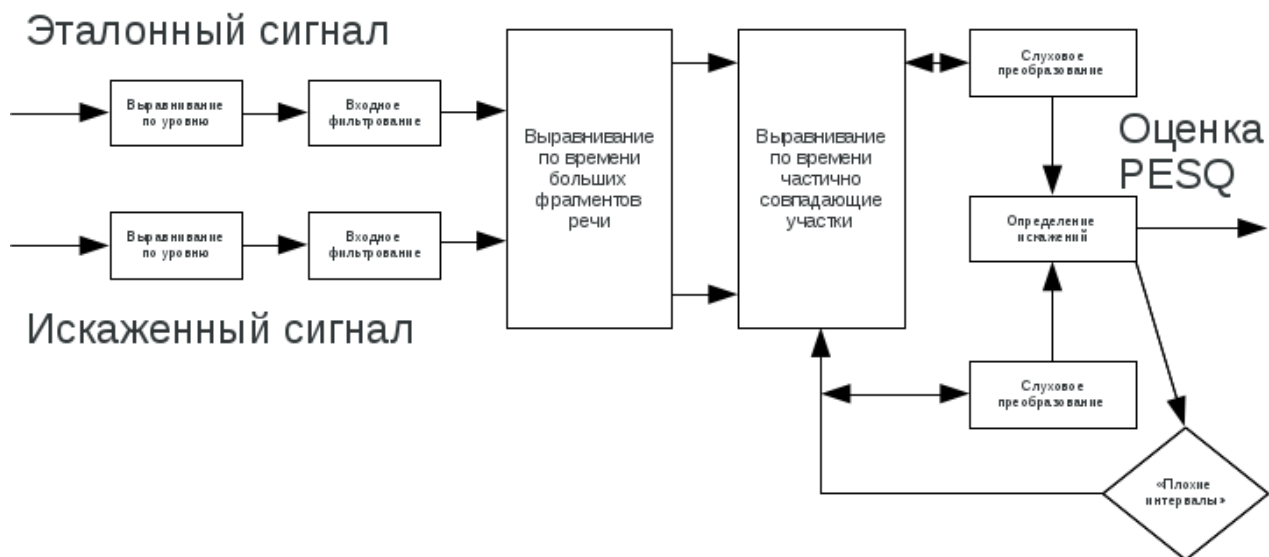 Эталонный сигнал
Выравнивание
по уровню
Входное
фильтрование
Выравнивание
по уровню
Входное
фильтрование
Искаженный сигнал
Выравнивание
по времени
больших
фрагментов
речи
Выравнивание
по времени
частично
совпадающие
участки
Слуховое
преобразование
Оценка
PESQ
Определение
искажений
Слуховое
преобразование
«Плохие
интервалы»